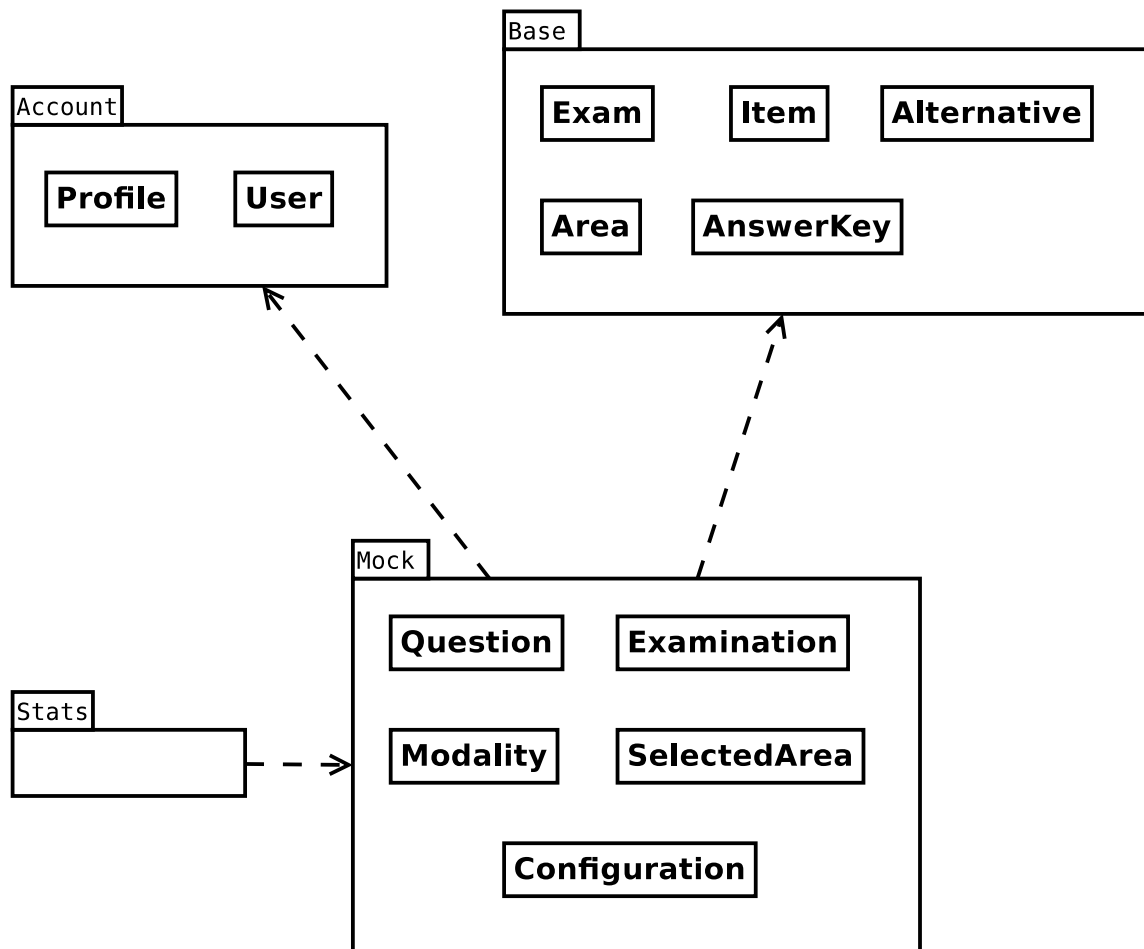 Base
Exam
Item
Alternative
Area
AnswerKey
Account
Profile
User
Mock
Question
Examination
Modality
SelectedArea
Configuration
Stats